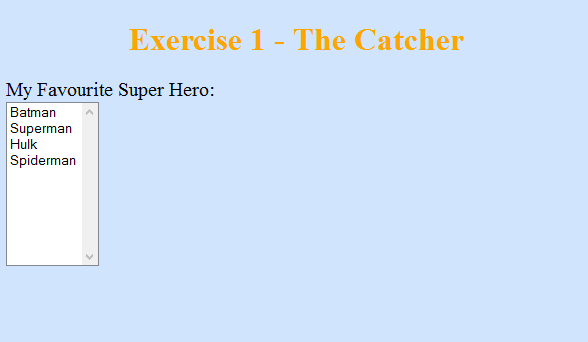 Exercise 1 - The Catcher
My Favourite Super Hero:
Batman
Superman
Hulk
Spiderman